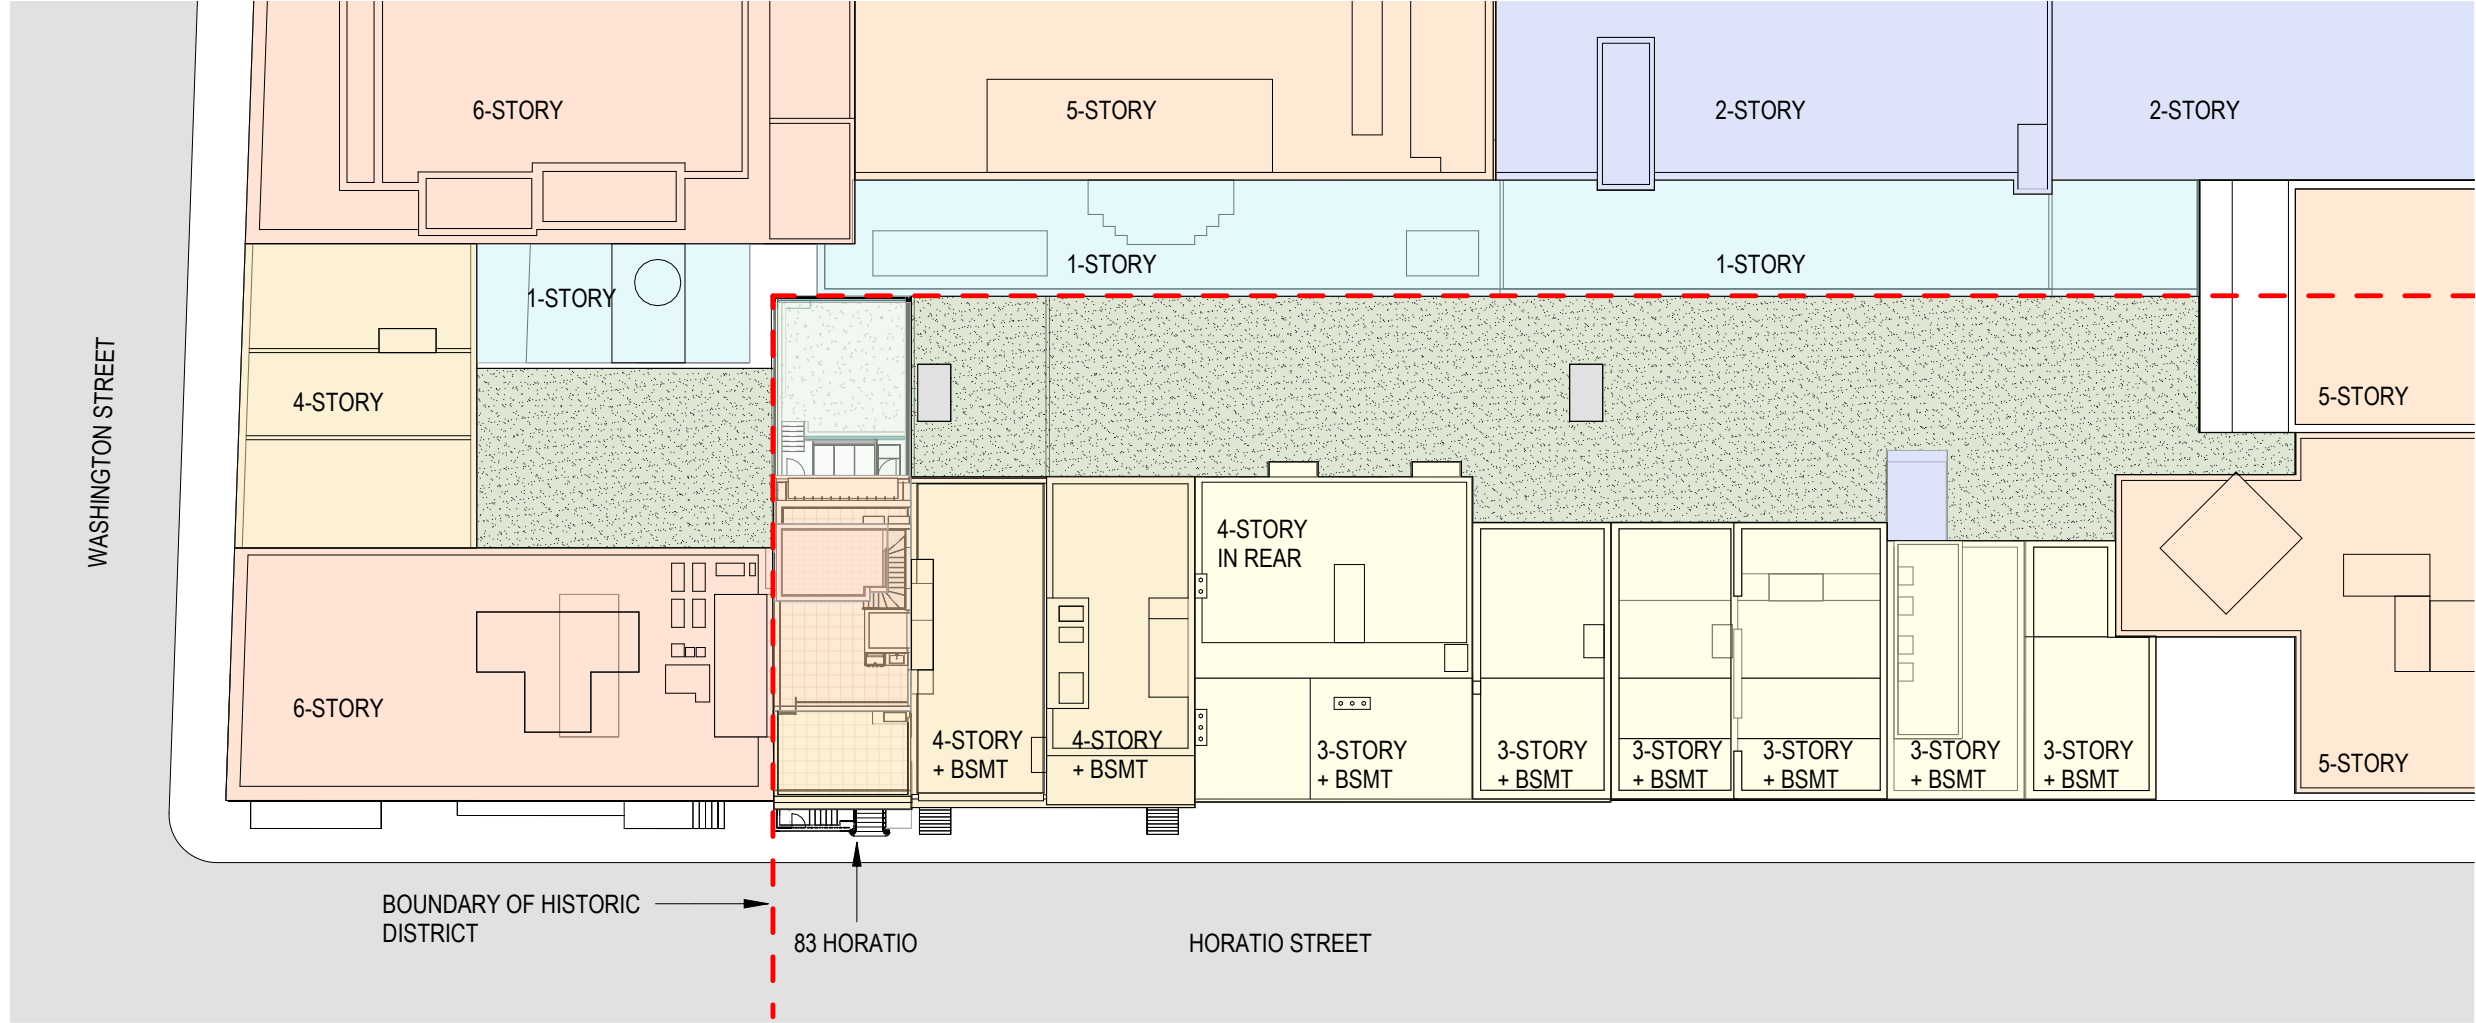 6-STORY
5-STORY
2-STORY
2-STORY
1-STORY
1-STORY
1-STORY
WASHINGTON STREET
4-STORY
5-STORY
4-STORY
IN REAR
6-STORY
4-STORY
+ BSMT
4-STORY
+ BSMT
3-STORY
+ BSMT
3-STORY
+ BSMT
3-STORY
+ BSMT
3-STORY
+ BSMT
3-STORY
+ BSMT
3-STORY
+ BSMT
5-STORY
BOUNDARY OF HISTORIC
DISTRICT
83 HORATIO
HORATIO STREET